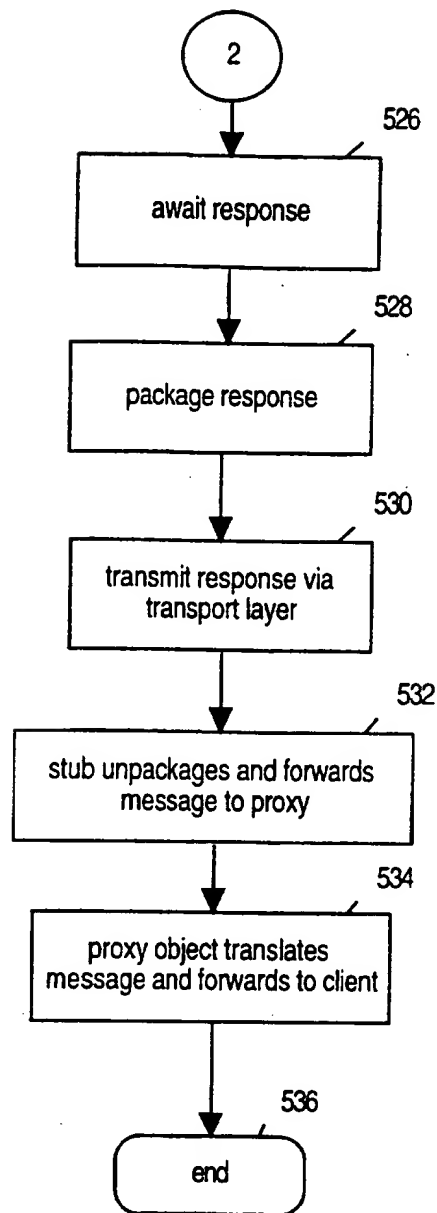 2
526
await response
528
package response
530
transmit response via
transport layer
532
stub unpackages and forwards
message to proxy
534
proxy object translates
message and forwards to client
536
end